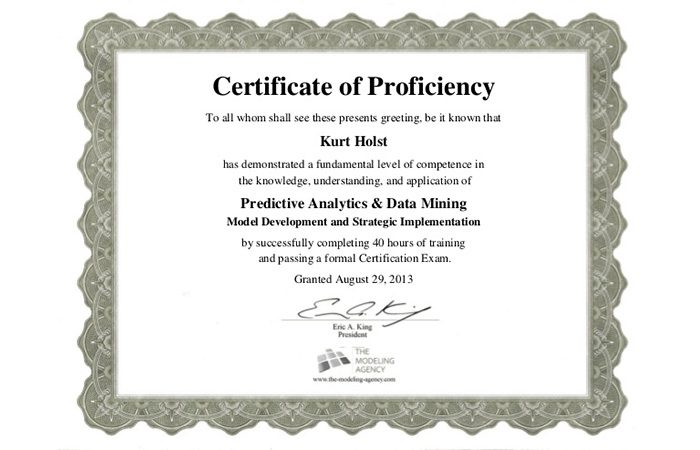 Certificate of Proficiency
To all whom shall see these presents greeting, be it known that
Kurt Holst
has demonstrated a fundamental level of competence in
the knowledge, understanding, and application of
Predictive Analytics & Data Mining
Model Development and Strategic Implementation
by successfully completing 40 hours of training
and passing a formal Certification Exam.
Granted August 29, 2013
Eric A. King
Eric A. King
President
THE
MODELING
AGENCY
www.the-modeling-agency.com